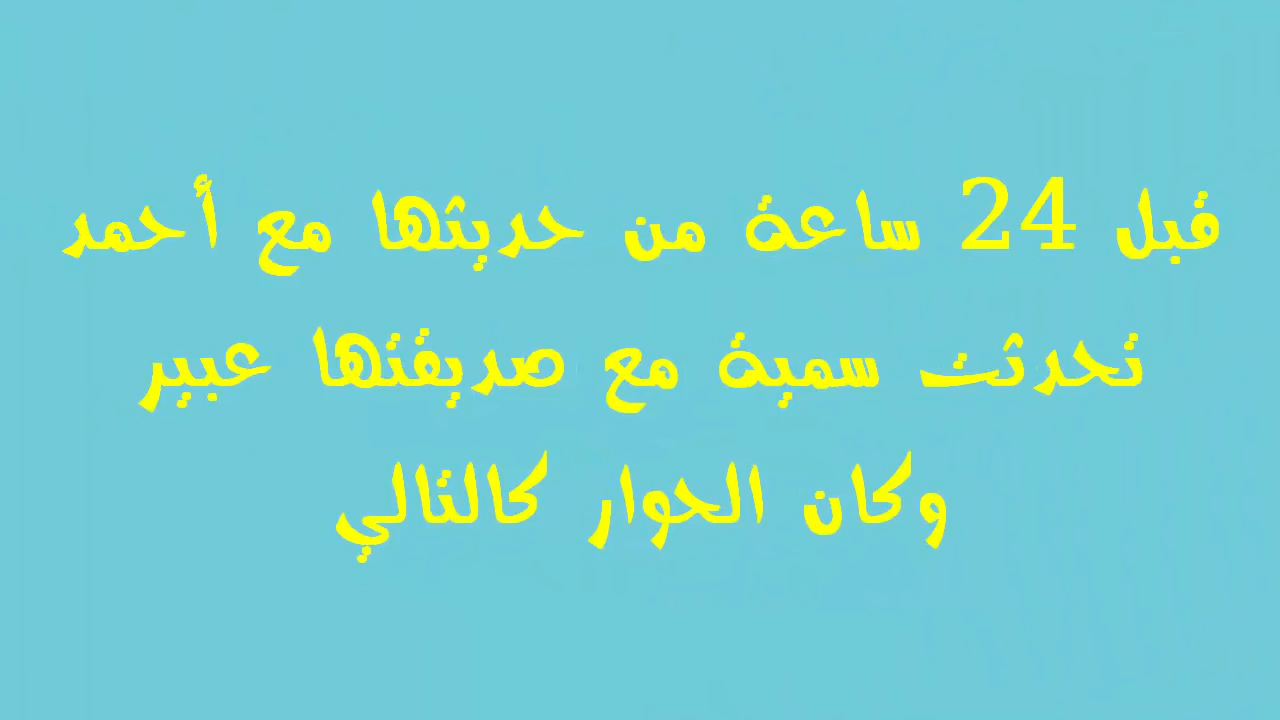 قبل 24 ساعة من حديثها مع أحمد
تحدثت سمية مع صديقتها عبير
وكان الحوار كالتالي